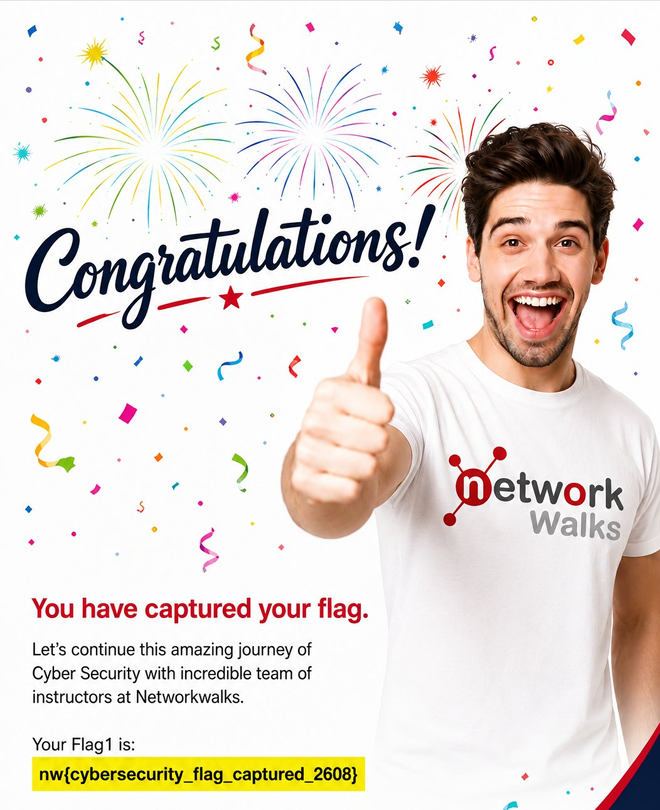 Congratulations!
network
Walks
You have captured your flag.
Let's continue this amazing journey of
Cyber Security with incredible team of
instructors at Networkwalks.
Your Flag1 is:
nw{cybersecurity_flag_captured_2608}